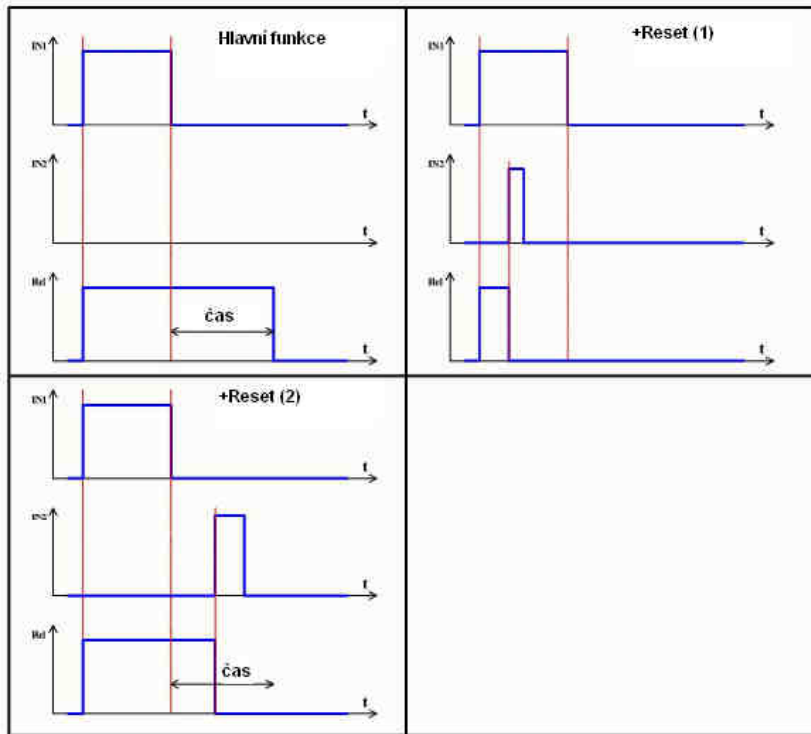 Hlavní funkce
IN1
t
IN2
t
Rel
čas
t
+Reset (1)
IN1
t
IN2
t
Rel
t
+Reset (2)
IN1
t
IN2
t
Rel
čas
t